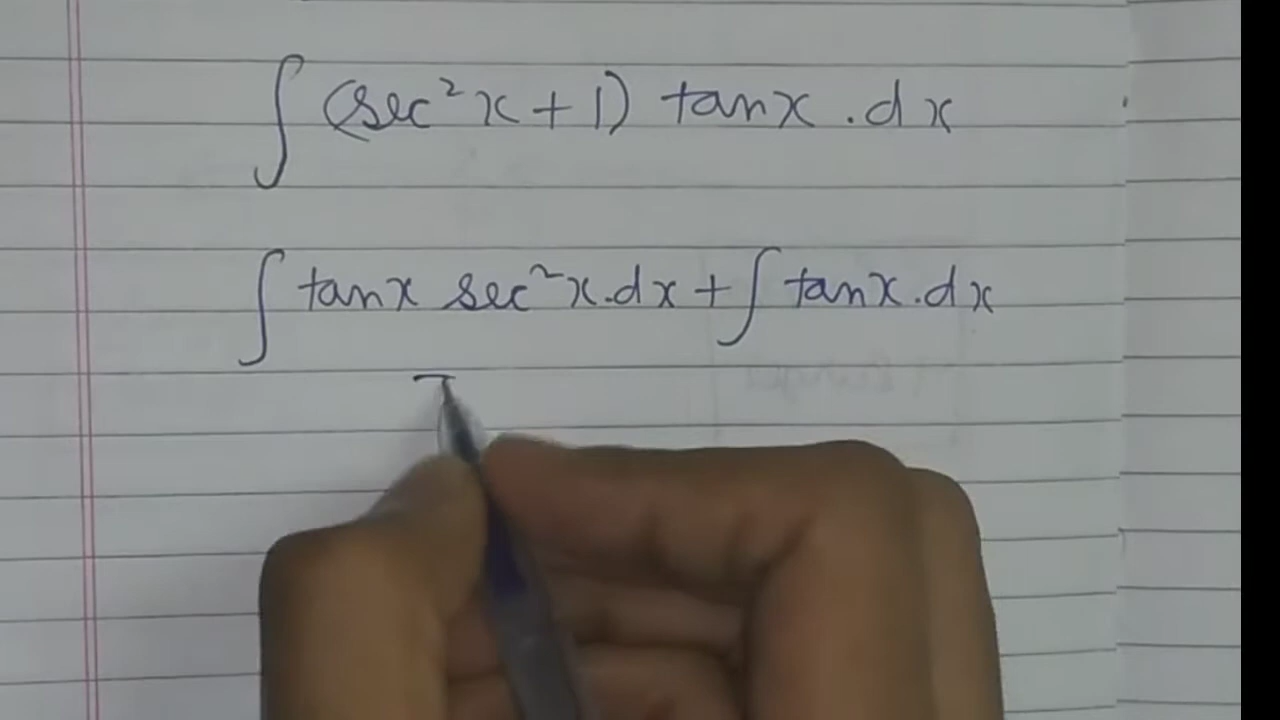 ∫ (sec²x + 1) tanx . dx
∫ tanx sec²x.dx + ∫ tanx.dx